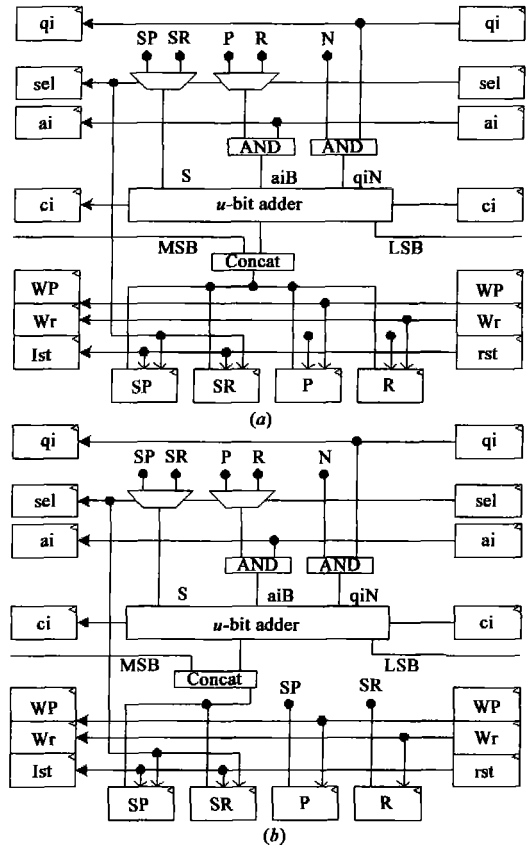 qi SP SR P R N qi
sel sel
ai AND AND ai
S aiB qiN
ci u-bit adder ci
MSB LSB
Concat
WP WP
Wr Wr
Ist rst
SP SR P R
(a)
qi SP SR P R N qi
sel sel
ai AND AND ai
S aiB qiN
ci u-bit adder ci
MSB LSB
Concat SP SR
WP WP
Wr Wr
Ist rst
SP SR P R
(b)